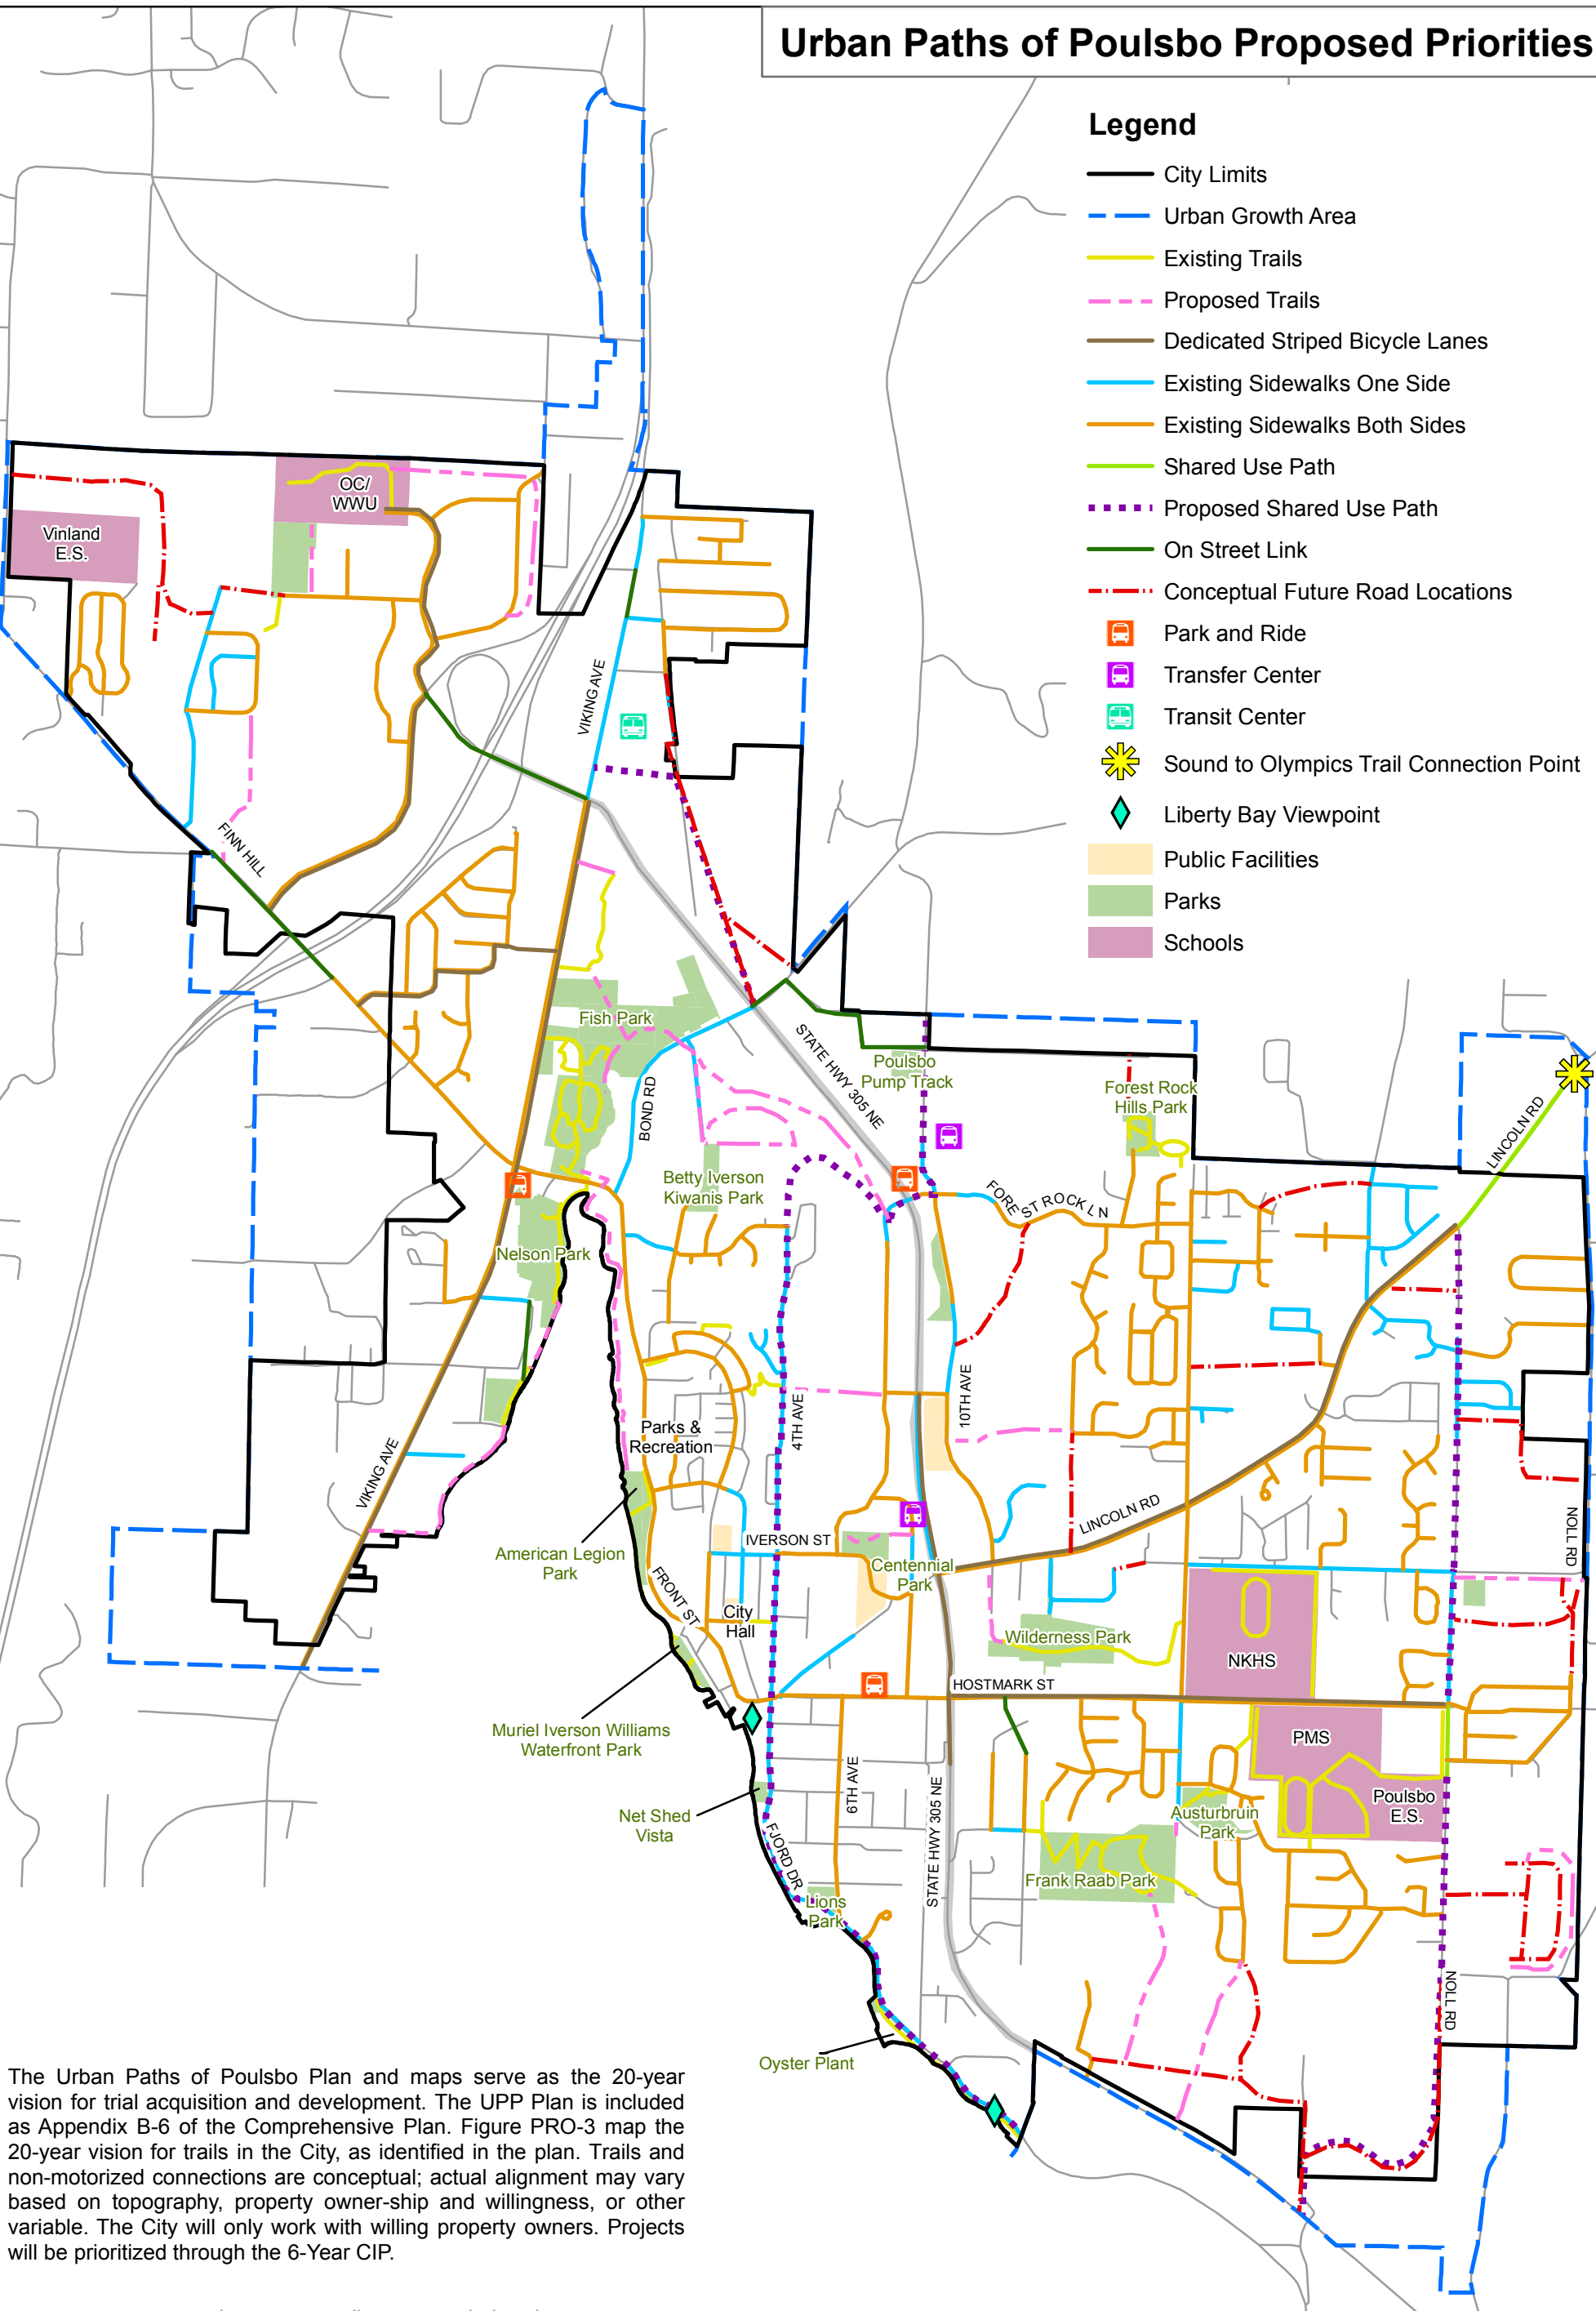 Urban Paths of Poulsbo Proposed Priorities
Legend
City Limits
Urban Growth Area
Existing Trails
Proposed Trails
Dedicated Striped Bicycle Lanes
Existing Sidewalks One Side
Existing Sidewalks Both Sides
Shared Use Path
Proposed Shared Use Path
On Street Link
Conceptual Future Road Locations
Park and Ride
Transfer Center
Transit Center
Sound to Olympics Trail Connection Point
Liberty Bay Viewpoint
Public Facilities
Parks
Schools
OC/
WWU
Vinland
E.S.
VIKING AVE
FINN HILL
Fish Park
STATE HWY 305 NE
Poulsbo
Pump Track
Forest Rock
Hills Park
BOND RD
LINCOLN RD
Betty Iverson
Kiwanis Park
FOREST ROCK LN
Nelson Park
10TH AVE
4TH AVE
Parks &
Recreation
VIKING AVE
LINCOLN RD
NOLL RD
IVERSON ST
American Legion
Park
Centennial
Park
FRONT ST
City
Hall
Wilderness Park
NKHS
HOSTMARK ST
Muriel Iverson Williams
Waterfront Park
PMS
6TH AVE
STATE HWY 305 NE
Poulsbo
E.S.
Austurbruin
Park
Net Shed
Vista
FJORD DR
Frank Raab Park
Lions
Park
NOLL RD
Oyster Plant
The Urban Paths of Poulsbo Plan and maps serve as the 20-year
vision for trial acquisition and development. The UPP Plan is included
as Appendix B-6 of the Comprehensive Plan. Figure PRO-3 map the
20-year vision for trails in the City, as identified in the plan. Trails and
non-motorized connections are conceptual; actual alignment may vary
based on topography, property owner-ship and willingness, or other
variable. The City will only work with willing property owners. Projects
will be prioritized through the 6-Year CIP.